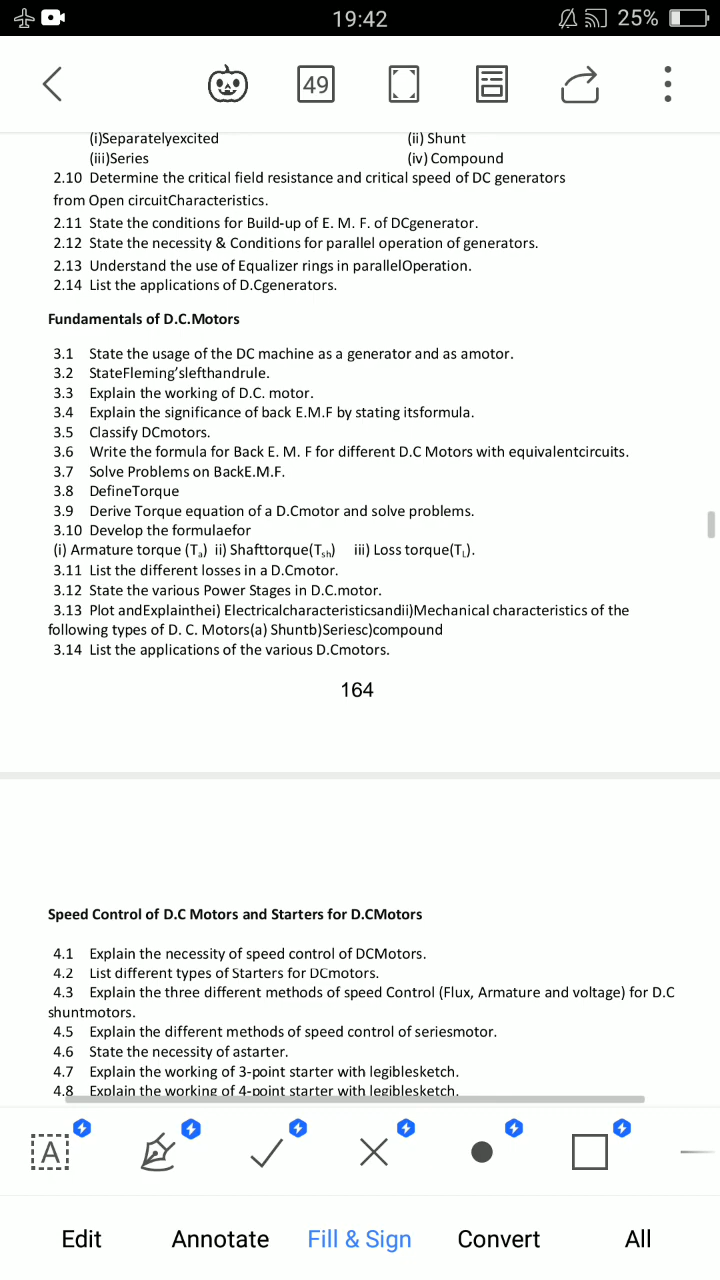 19:42
25%
49
(i)Separatelyexcited (ii) Shunt
(iii)Series (iv) Compound
2.10 Determine the critical field resistance and critical speed of DC generators
from Open circuitCharacteristics.
2.11 State the conditions for Build-up of E. M. F. of DCgenerator.
2.12 State the necessity & Conditions for parallel operation of generators.
2.13 Understand the use of Equalizer rings in parallelOperation.
2.14 List the applications of D.Cgenerators.
Fundamentals of D.C.Motors
3.1 State the usage of the DC machine as a generator and as amotor.
3.2 StateFleming’slefthandrule.
3.3 Explain the working of D.C. motor.
3.4 Explain the significance of back E.M.F by stating itsformula.
3.5 Classify DCmotors.
3.6 Write the formula for Back E. M. F for different D.C Motors with equivalentcircuits.
3.7 Solve Problems on BackE.M.F.
3.8 DefineTorque
3.9 Derive Torque equation of a D.Cmotor and solve problems.
3.10 Develop the formulaefor
(i) Armature torque (Ta) ii) Shafttorque(Tsh) iii) Loss torque(TL).
3.11 List the different losses in a D.Cmotor.
3.12 State the various Power Stages in D.C.motor.
3.13 Plot andExplainthei) Electricalcharacteristicsandii)Mechanical characteristics of the
following types of D. C. Motors(a) Shuntb)Seriesc)compound
3.14 List the applications of the various D.Cmotors.
164
Speed Control of D.C Motors and Starters for D.CMotors
4.1 Explain the necessity of speed control of DCMotors.
4.2 List different types of Starters for DCmotors.
4.3 Explain the three different methods of speed Control (Flux, Armature and voltage) for D.C
shuntmotors.
4.5 Explain the different methods of speed control of seriesmotor.
4.6 State the necessity of astarter.
4.7 Explain the working of 3-point starter with legiblesketch.
4.8 Explain the working of 4-point starter with legiblesketch.
A
Edit Annotate Fill & Sign Convert All